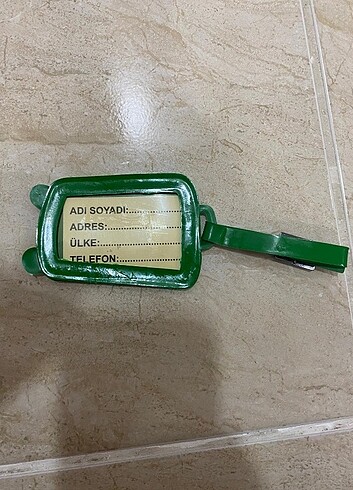 ADI SOYADI:........................
ADRES:..............................
ÜLKE:................................
TELEFON:..........................